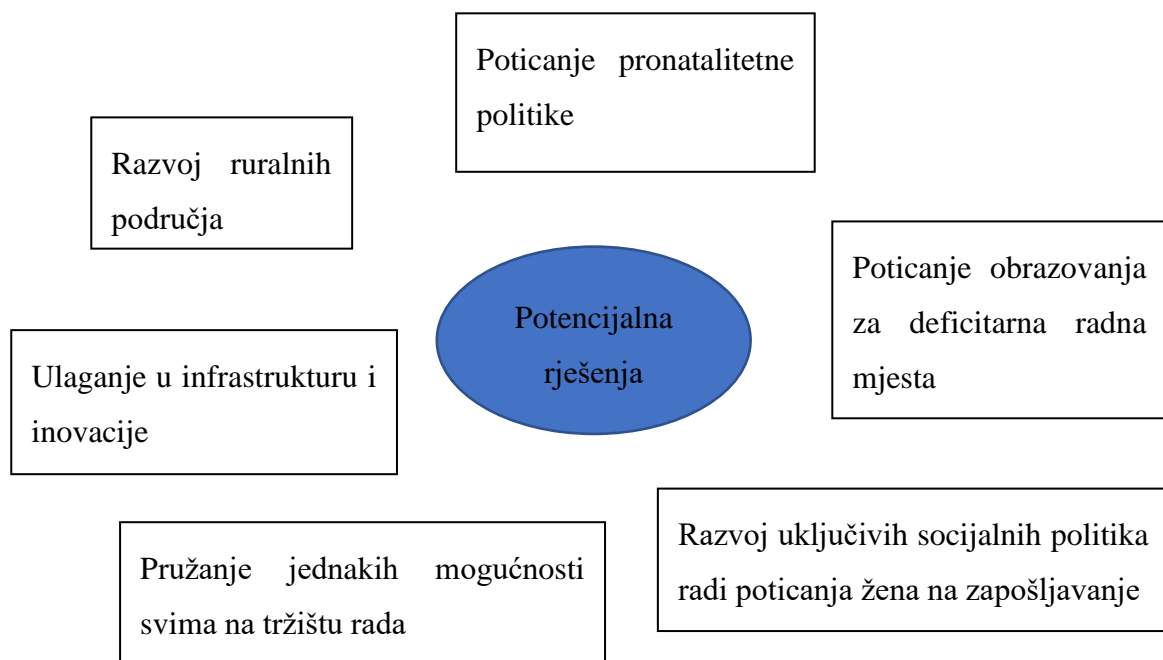 Poticanje pronatalitetne
politike
Razvoj ruralnih
područja
Poticanje obrazovanja
za deficitarna radna
mjesta
Potencijalna
rješenja
Ulaganje u infrastrukturu i
inovacije
Razvoj uključivih socijalnih politika
radi poticanja žena na zapošljavanje
Pružanje jednakih mogućnosti
svima na tržištu rada